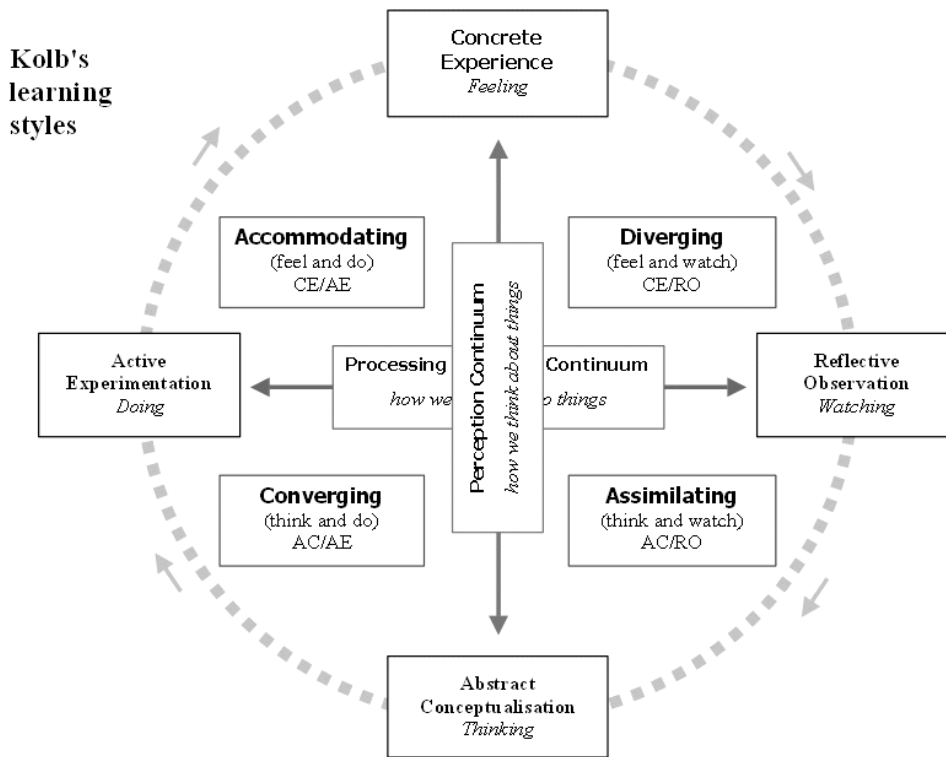 Kolb's
learning
styles
Concrete
Experience
Feeling
Accommodating
(feel and do)
CE/AE
Diverging
(feel and watch)
CE/RO
Active
Experimentation
Doing
Processing
Continuum
how we
things
Perception Continuum
how we think about things
Reflective
Observation
Watching
Converging
(think and do)
AC/AE
Assimilating
(think and watch)
AC/RO
Abstract
Conceptualisation
Thinking